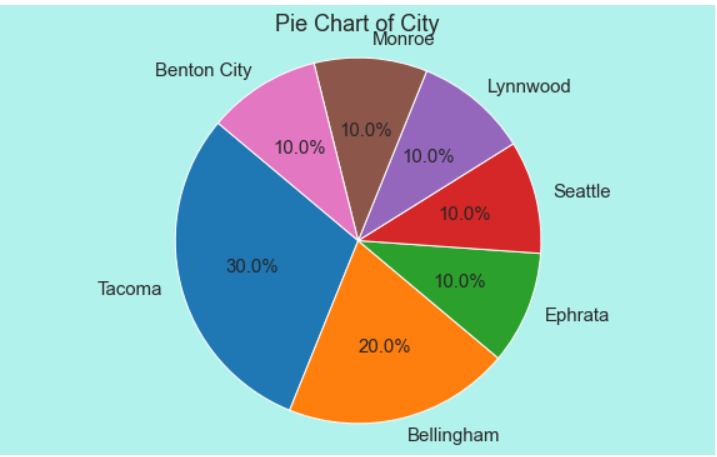 Pie Chart of City
Monroe
Benton City
Lynnwood
10.0%
10.0%
10.0%
Seattle
10.0%
30.0%
10.0%
Tacoma
Ephrata
20.0%
Bellingham